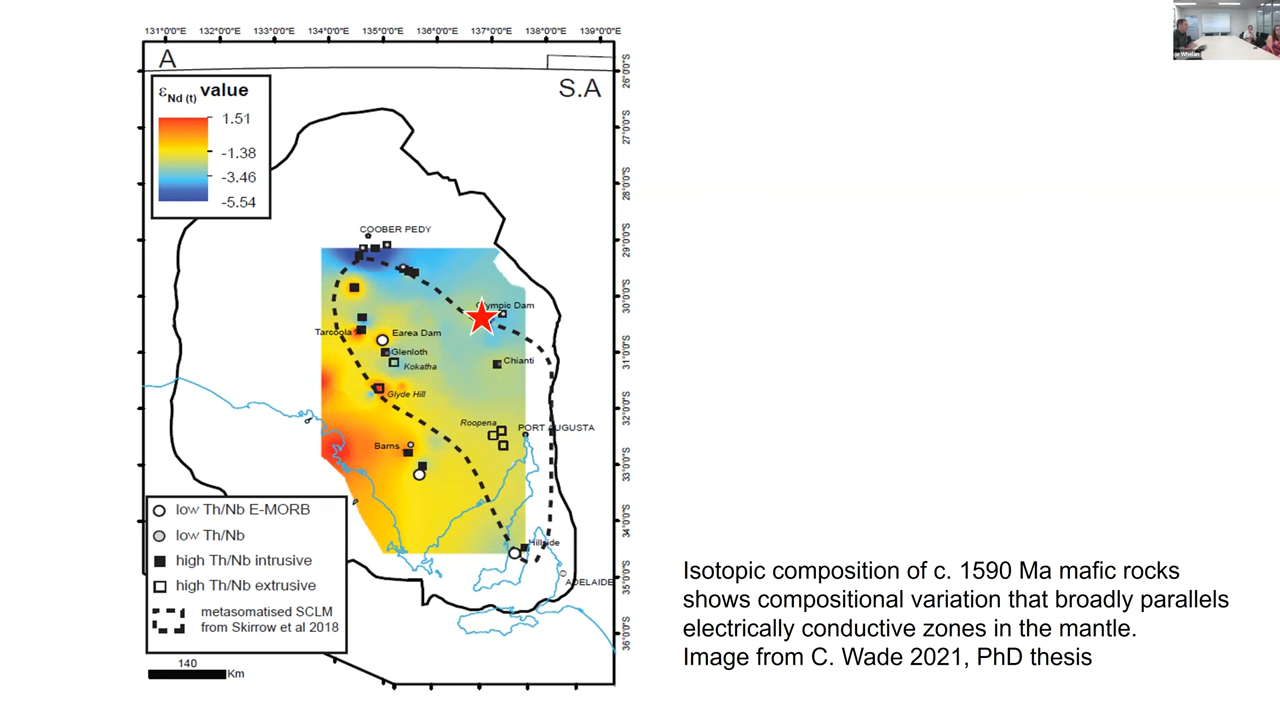 131°0'0"E 132°0'0"E 133°0'0"E 134°0'0"E 135°0'0"E 136°0'0"E 137°0'0"E 138°0'0"E 139°0'0"E
A
S.A
εNd (t) value
1.51
-1.38
-3.46
-5.54
26°0'0"S
27°0'0"S
28°0'0"S
29°0'0"S
30°0'0"S
31°0'0"S
32°0'0"S
33°0'0"S
34°0'0"S
35°0'0"S
36°0'0"S
COOBER PEDY
Olympic Dam
Tarcoola
Earea Dam
Glenloth
Kokatha
Chianti
Glyde Hill
Roopena
PORT AUGUSTA
Barns
Hillside
ADELAIDE
low Th/Nb E-MORB
low Th/Nb
high Th/Nb intrusive
high Th/Nb extrusive
metasomatised SCLM
from Skirrow et al 2018
140
Km
Isotopic composition of c. 1590 Ma mafic rocks
shows compositional variation that broadly parallels
electrically conductive zones in the mantle.
Image from C. Wade 2021, PhD thesis
Jo Whelan